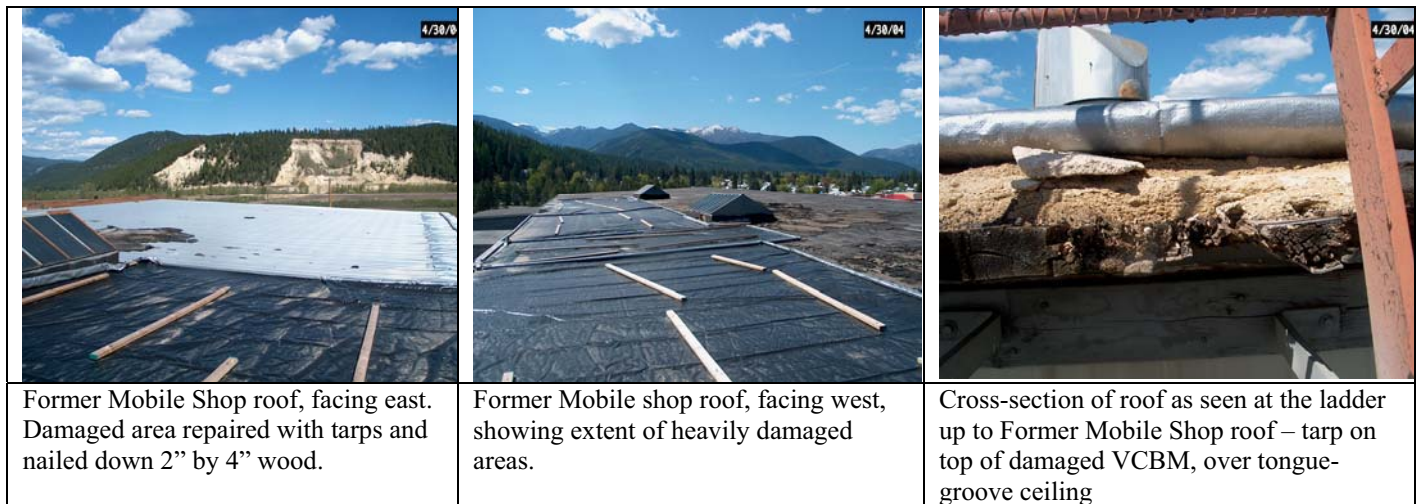 4/30/0
4/30/04
4/30/04
Former Mobile Shop roof, facing east.
Damaged area repaired with tarps and
nailed down 2” by 4” wood.
Former Mobile shop roof, facing west,
showing extent of heavily damaged
areas.
Cross-section of roof as seen at the ladder
up to Former Mobile Shop roof – tarp on
top of damaged VCBM, over tongue-
groove ceiling